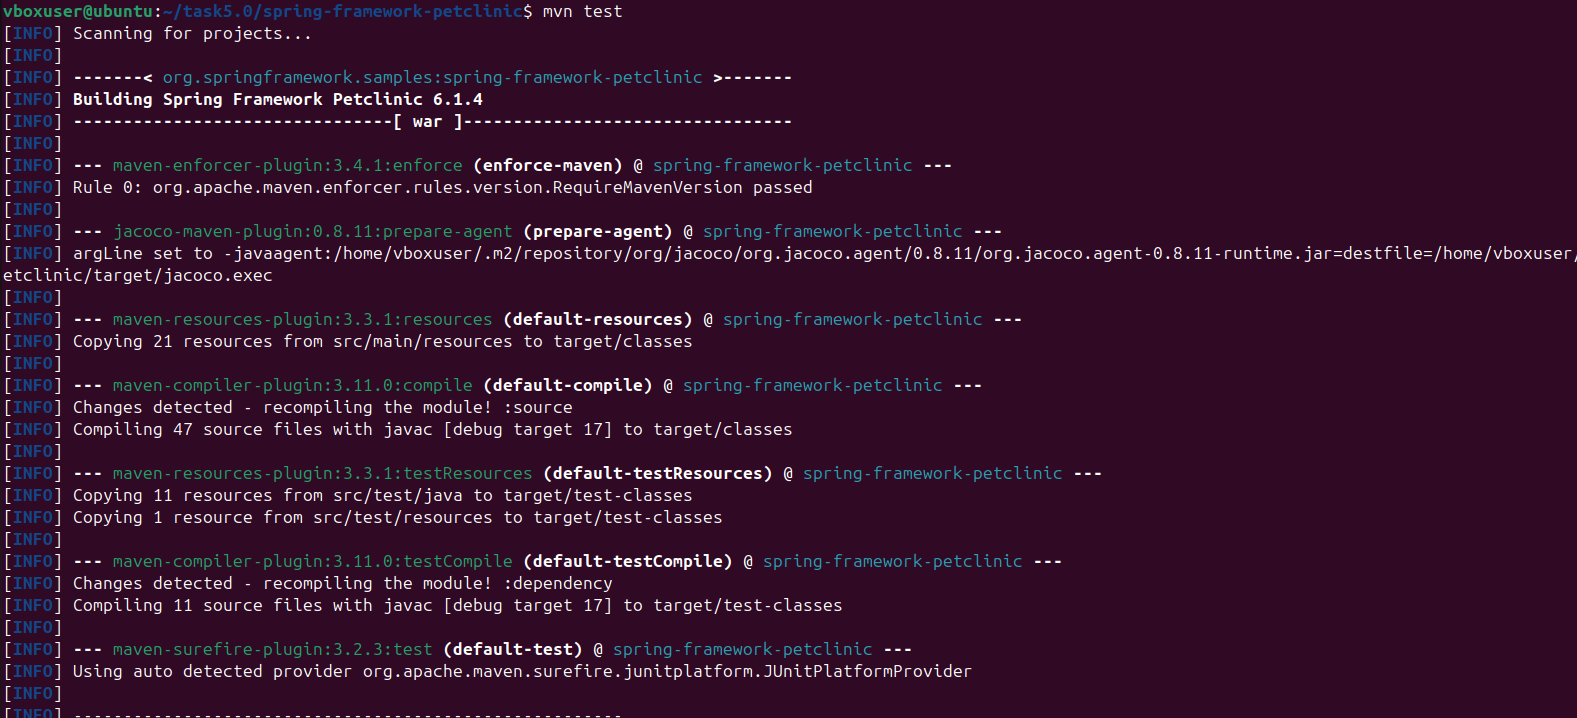 vboxuser@ubuntu:~/task5.0/spring-framework-petclinic$ mvn test
[INFO] Scanning for projects...
[INFO]
[INFO] -------< org.springframework.samples:spring-framework-petclinic >-------
[INFO] Building Spring Framework Petclinic 6.1.4
[INFO] --------------------------------[ war ]---------------------------------
[INFO]
[INFO] --- maven-enforcer-plugin:3.4.1:enforce (enforce-maven) @ spring-framework-petclinic ---
[INFO] Rule 0: org.apache.maven.enforcer.rules.version.RequireMavenVersion passed
[INFO]
[INFO] --- jacoco-maven-plugin:0.8.11:prepare-agent (prepare-agent) @ spring-framework-petclinic ---
[INFO] argLine set to -javaagent:/home/vboxuser/.m2/repository/org/jacoco/org.jacoco.agent/0.8.11/org.jacoco.agent-0.8.11-runtime.jar=destfile=/home/vboxuser/
etclinic/target/jacoco.exec
[INFO]
[INFO] --- maven-resources-plugin:3.3.1:resources (default-resources) @ spring-framework-petclinic ---
[INFO] Copying 21 resources from src/main/resources to target/classes
[INFO]
[INFO] --- maven-compiler-plugin:3.11.0:compile (default-compile) @ spring-framework-petclinic ---
[INFO] Changes detected - recompiling the module! :source
[INFO] Compiling 47 source files with javac [debug target 17] to target/classes
[INFO]
[INFO] --- maven-resources-plugin:3.3.1:testResources (default-testResources) @ spring-framework-petclinic ---
[INFO] Copying 11 resources from src/test/java to target/test-classes
[INFO] Copying 1 resource from src/test/resources to target/test-classes
[INFO]
[INFO] --- maven-compiler-plugin:3.11.0:testCompile (default-testCompile) @ spring-framework-petclinic ---
[INFO] Changes detected - recompiling the module! :dependency
[INFO] Compiling 11 source files with javac [debug target 17] to target/test-classes
[INFO]
[INFO] --- maven-surefire-plugin:3.2.3:test (default-test) @ spring-framework-petclinic ---
[INFO] Using auto detected provider org.apache.maven.surefire.junitplatform.JUnitPlatformProvider
[INFO]
[INFO] -------------------------------------------------------